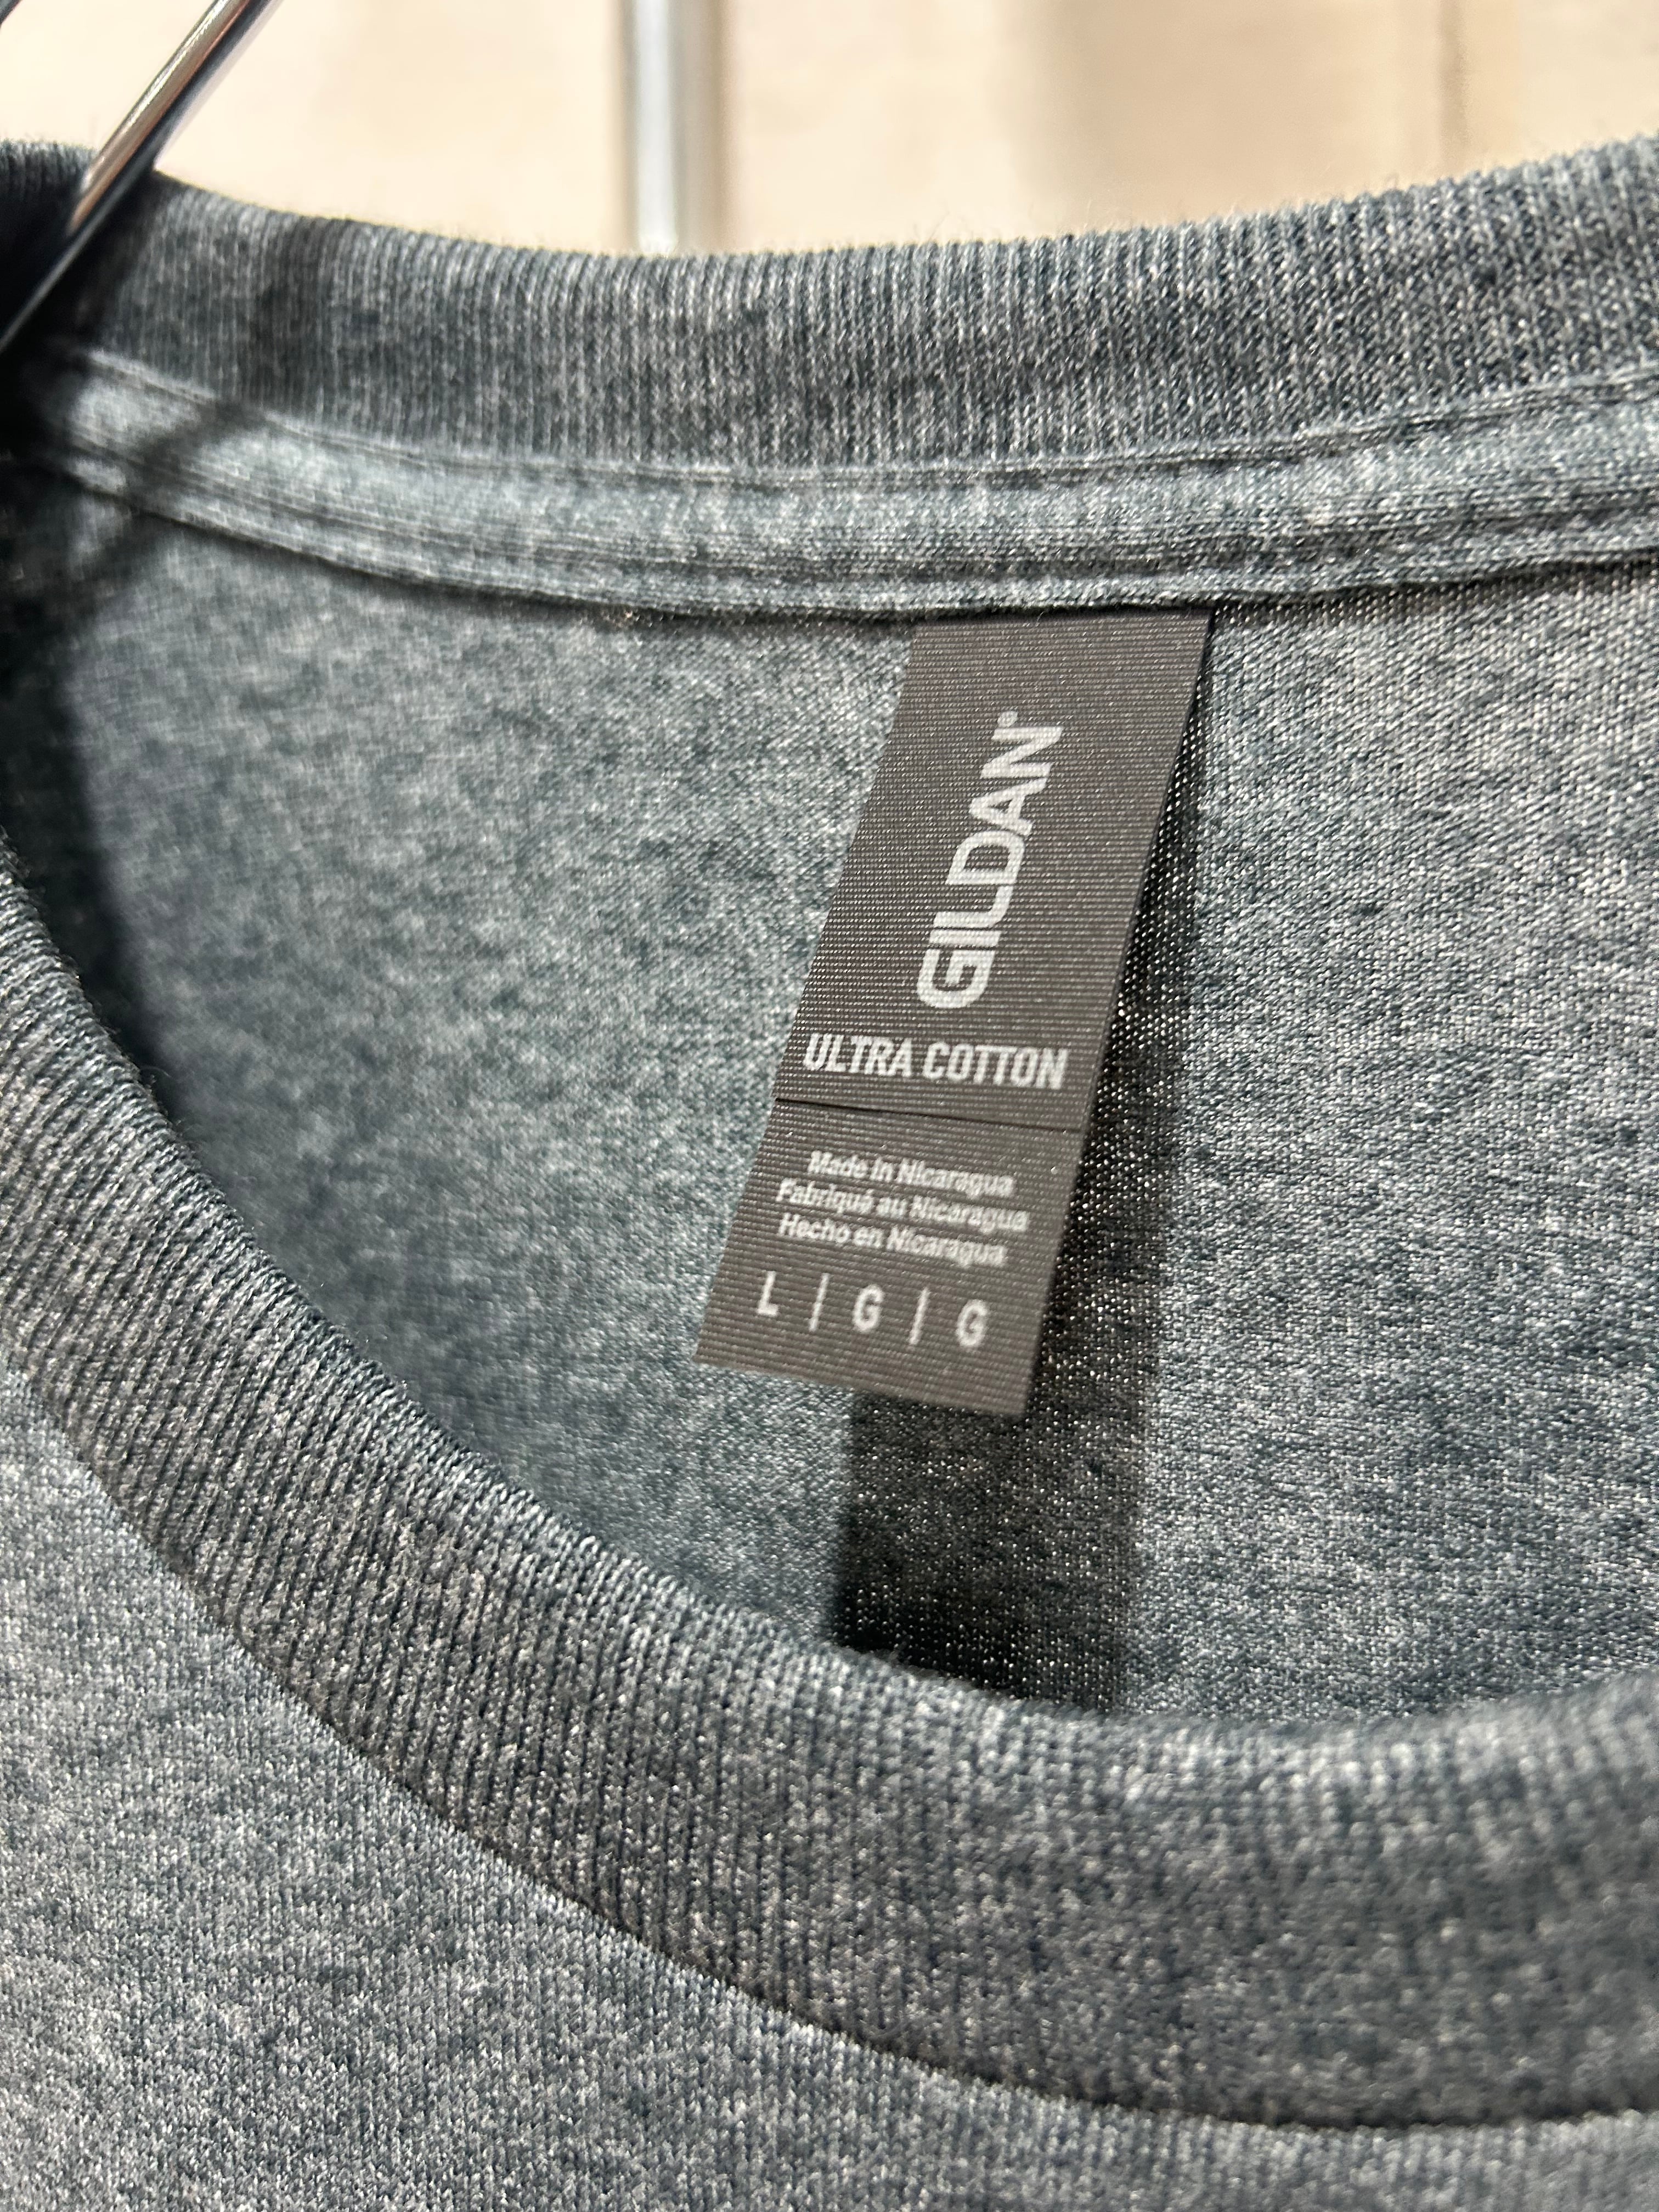 GILDAN®
ULTRA COTTON
Made in Nicaragua
Fabriqué au Nicaragua
Hecho en Nicaragua
L | G | G